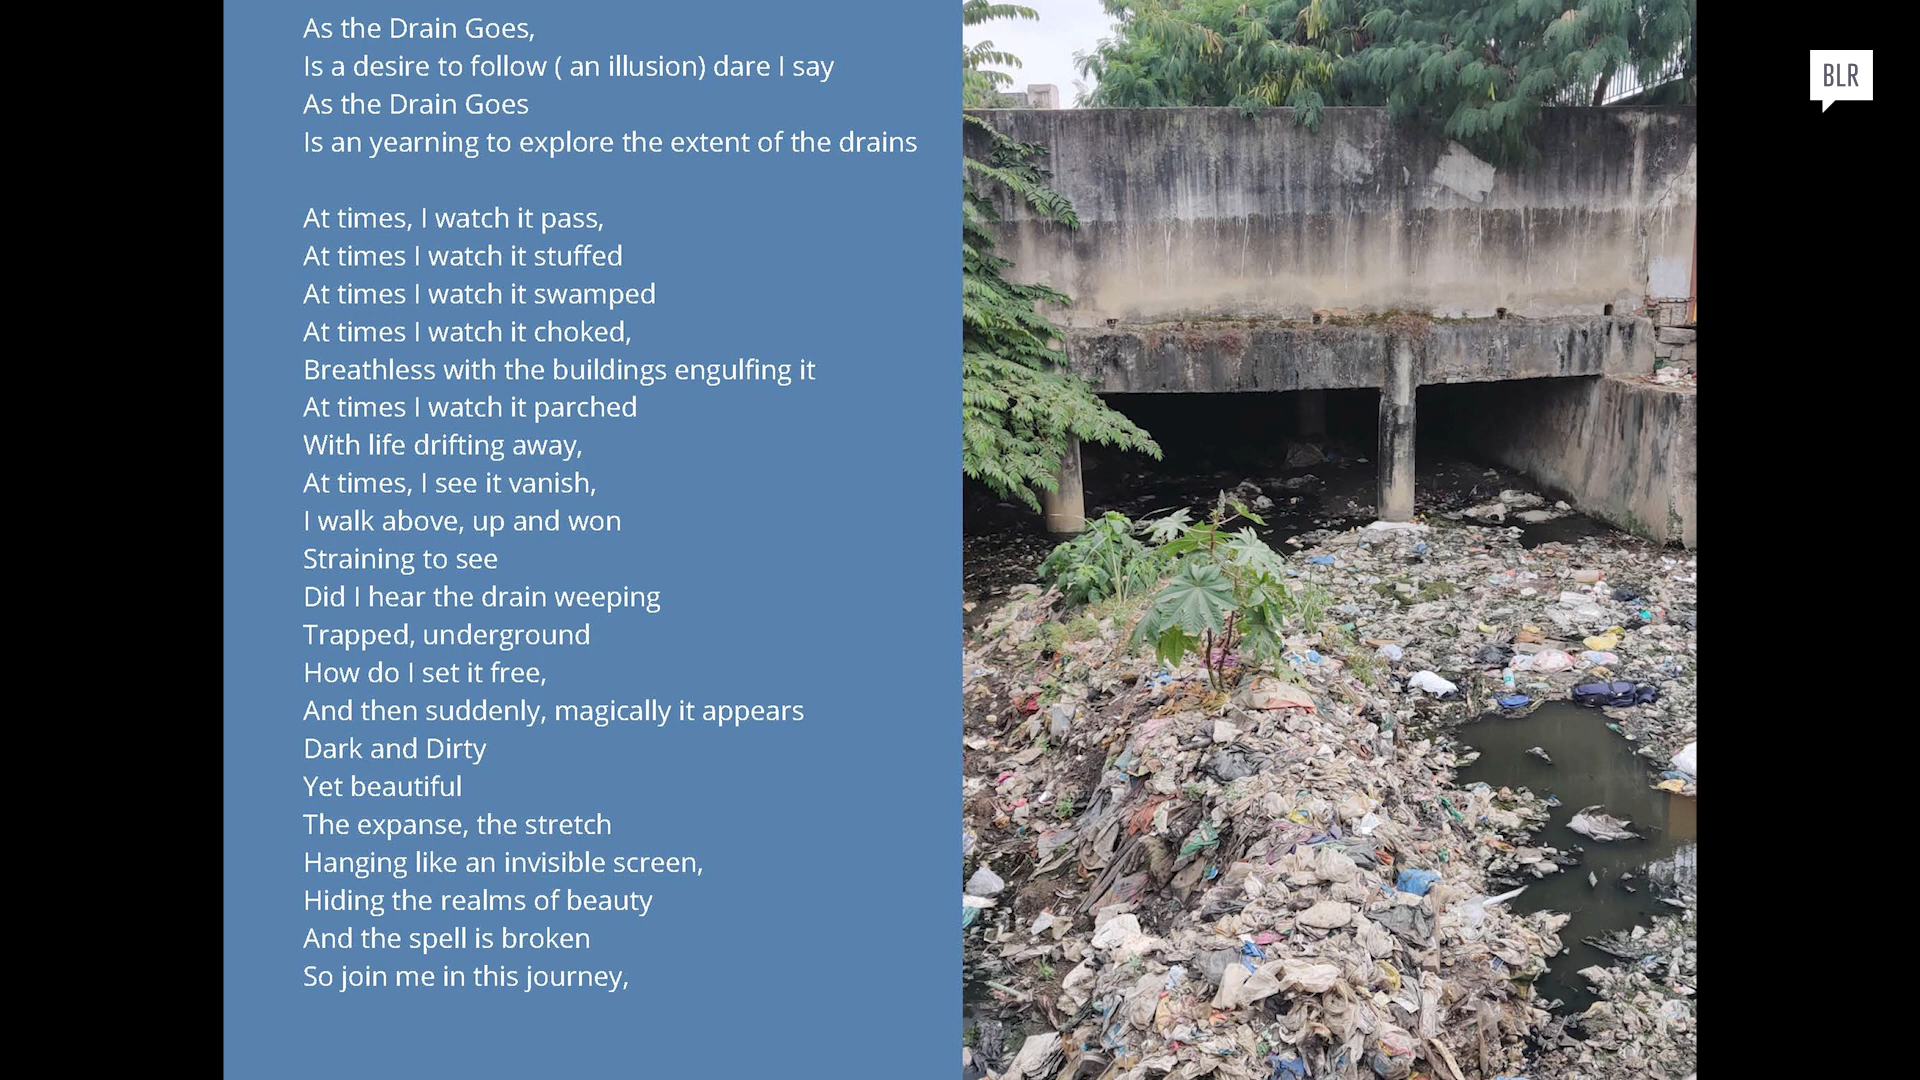 As the Drain Goes,
Is a desire to follow ( an illusion) dare I say
As the Drain Goes
Is an yearning to explore the extent of the drains
At times, I watch it pass,
At times I watch it stuffed
At times I watch it swamped
At times I watch it choked,
Breathless with the buildings engulfing it
At times I watch it parched
With life drifting away,
At times, I see it vanish,
I walk above, up and won
Straining to see
Did I hear the drain weeping
Trapped, underground
How do I set it free,
And then suddenly, magically it appears
Dark and Dirty
Yet beautiful
The expanse, the stretch
Hanging like an invisible screen,
Hiding the realms of beauty
And the spell is broken
So join me in this journey,
BLR